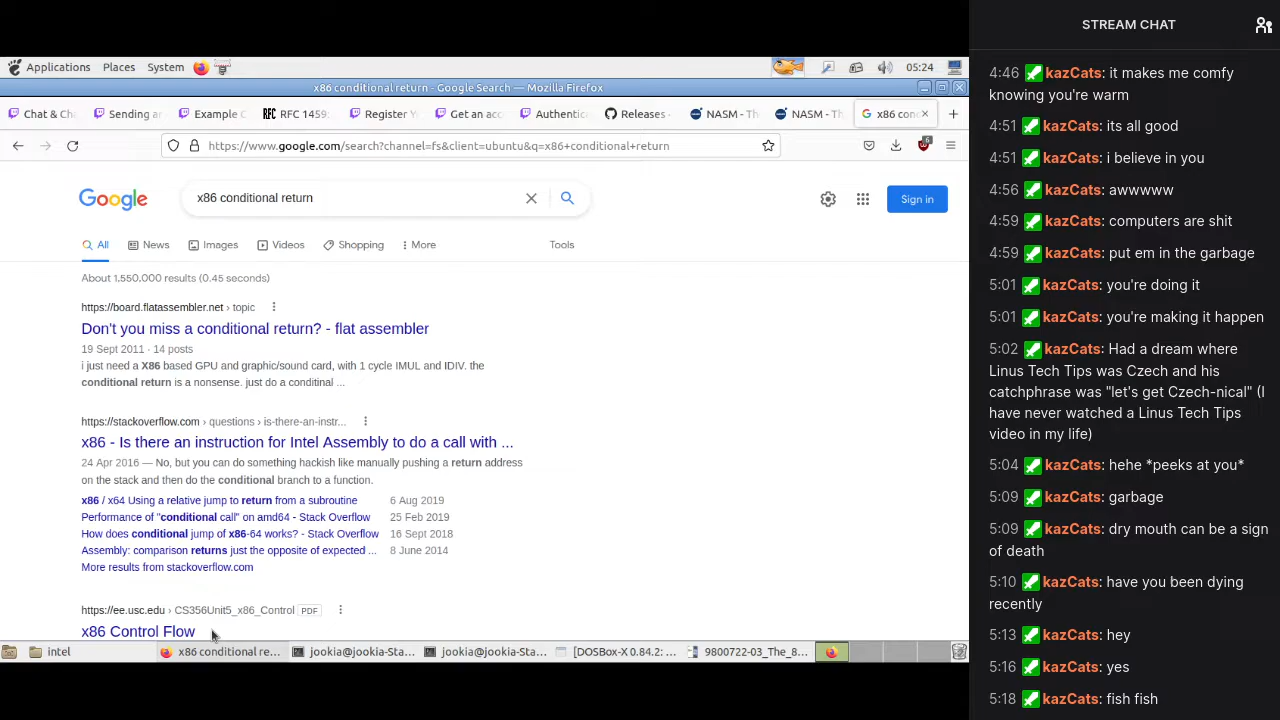 STREAM CHAT
Applications Places System 05:24
x86 conditional return - Google Search — Mozilla Firefox
Chat & Ch
Sending ar
Example C
RFC RFC 1459:
Register Y
Get an acc
Authentic
Releases ·
NASM - Th
NASM - Th
x86 con
https://www.google.com/search?channel=fs&client=ubuntu&q=x86+conditional+return
Google
x86 conditional return
Sign in
All News Images Videos Shopping More Tools
About 1,550,000 results (0.45 seconds)
https://board.flatassembler.net › topic
Don't you miss a conditional return? - flat assembler
19 Sept 2011 · 14 posts
i just need a X86 based GPU and graphic/sound card, with 1 cycle IMUL and IDIV. the
conditional return is a nonsense. just do a conditinal ...
https://stackoverflow.com › questions › is-there-an-instr...
x86 - Is there an instruction for Intel Assembly to do a call with ...
24 Apr 2016 — No, but you can do something hackish like manually pushing a return address
on the stack and then do the conditional branch to a function.
x86 / x64 Using a relative jump to return from a subroutine 6 Aug 2019
Performance of "conditional call" on amd64 - Stack Overflow 25 Feb 2019
How does conditional jump of x86-64 works? - Stack Overflow 16 Sept 2018
Assembly: comparison returns just the opposite of expected ... 8 June 2014
More results from stackoverflow.com
https://ee.usc.edu › CS356Unit5_x86_Control PDF
x86 Control Flow
intel
x86 conditional re...
jookia@jookia-Sta...
jookia@jookia-Sta...
[DOSBox-X 0.84.2: ...
9800722-03_The_8...
4:46 kazCats: it makes me comfy
knowing you're warm
4:51 kazCats: its all good
4:51 kazCats: i believe in you
4:56 kazCats: awwwww
4:59 kazCats: computers are shit
4:59 kazCats: put em in the garbage
5:01 kazCats: you're doing it
5:01 kazCats: you're making it happen
5:02 kazCats: Had a dream where
Linus Tech Tips was Czech and his
catchphrase was "let's get Czech-nical" (I
have never watched a Linus Tech Tips
video in my life)
5:04 kazCats: hehe *peeks at you*
5:09 kazCats: garbage
5:09 kazCats: dry mouth can be a sign
of death
5:10 kazCats: have you been dying
recently
5:13 kazCats: hey
5:16 kazCats: yes
5:18 kazCats: fish fish